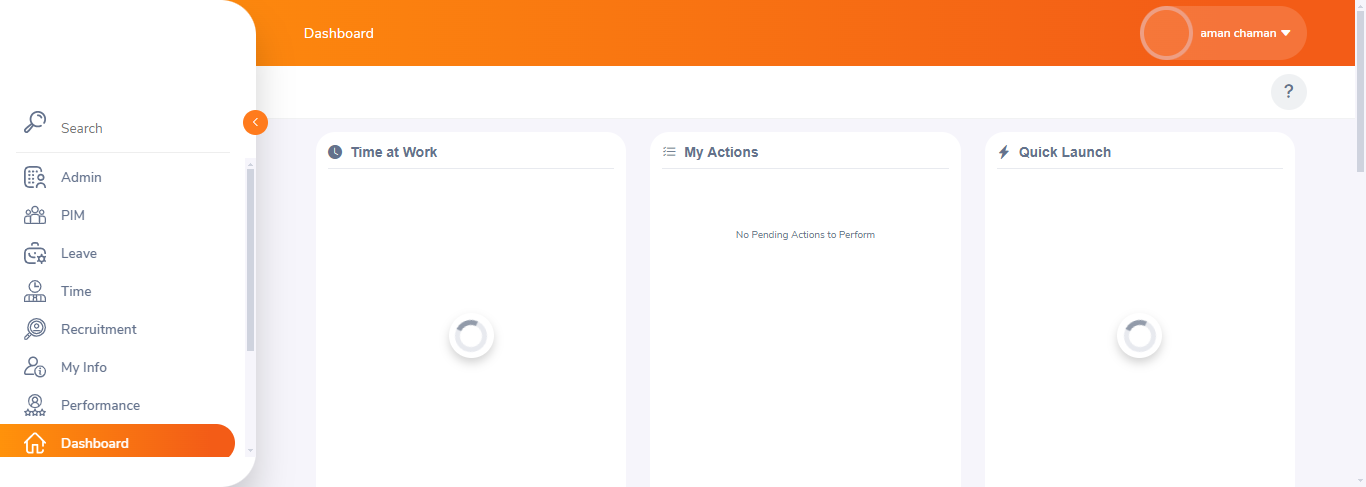 Dashboard
aman chaman
?
Search
Admin
PIM
Leave
Time
Recruitment
My Info
Performance
Dashboard
Time at Work
My Actions
No Pending Actions to Perform
Quick Launch